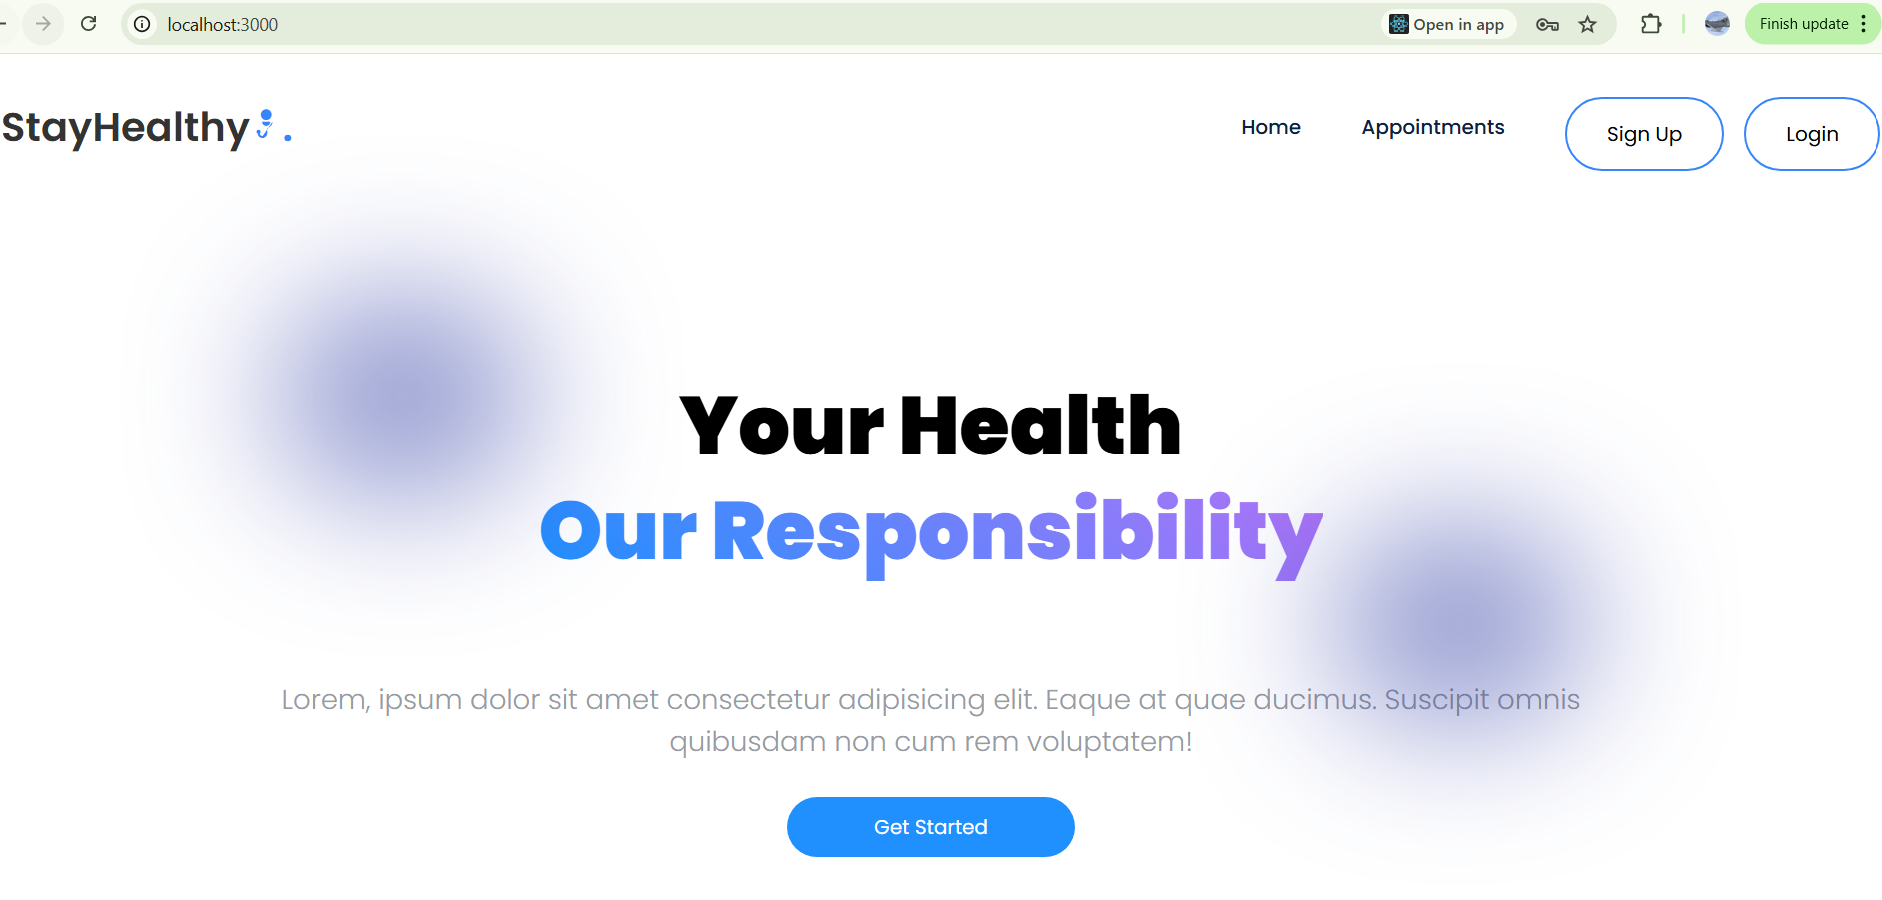 localhost:3000
Open in app
Finish update
StayHealthy .
Home
Appointments
Sign Up
Login
Your Health
Our Responsibility
Lorem, ipsum dolor sit amet consectetur adipisicing elit. Eaque at quae ducimus. Suscipit omnis
quibusdam non cum rem voluptatem!
Get Started